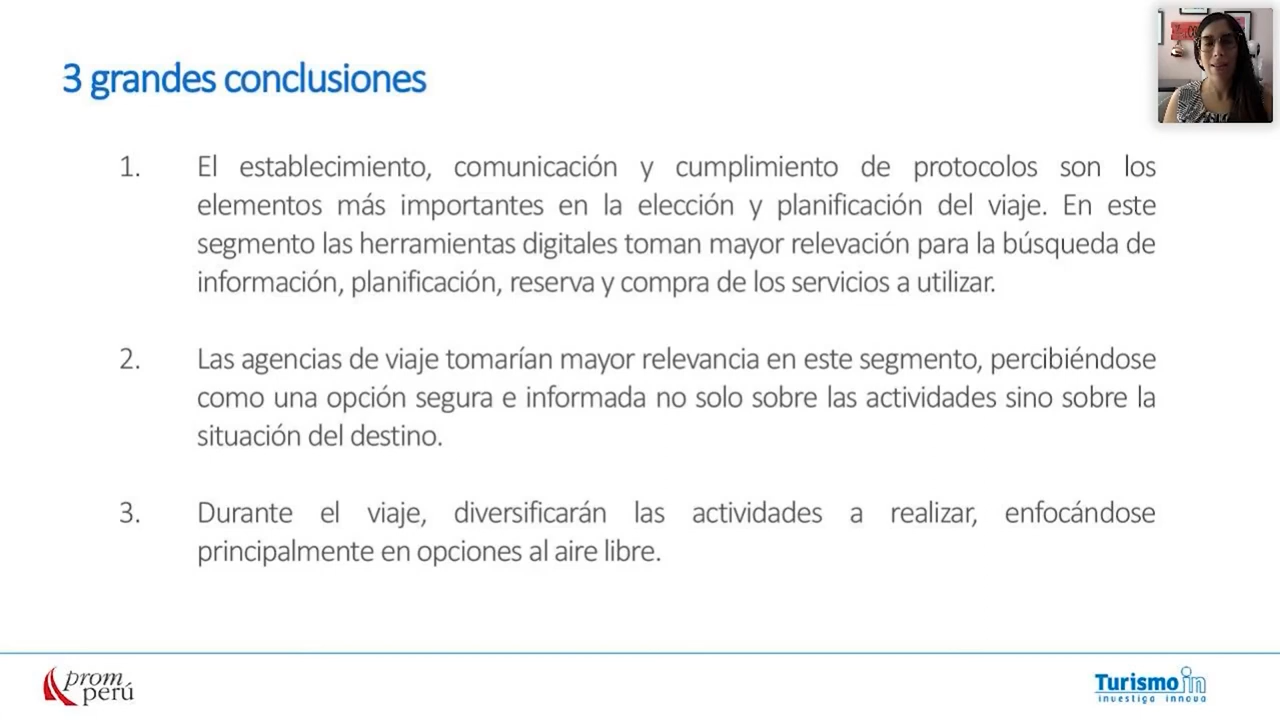 3 grandes conclusiones
1. El establecimiento, comunicación y cumplimiento de protocolos son los
elementos más importantes en la elección y planificación del viaje. En este
segmento las herramientas digitales toman mayor relevación para la búsqueda de
información, planificación, reserva y compra de los servicios a utilizar.
2. Las agencias de viaje tomarían mayor relevancia en este segmento, percibiéndose
como una opción segura e informada no solo sobre las actividades sino sobre la
situación del destino.
3. Durante el viaje, diversificarán las actividades a realizar, enfocándose
principalmente en opciones al aire libre.
prom
perú
Turismo in
investiga innova